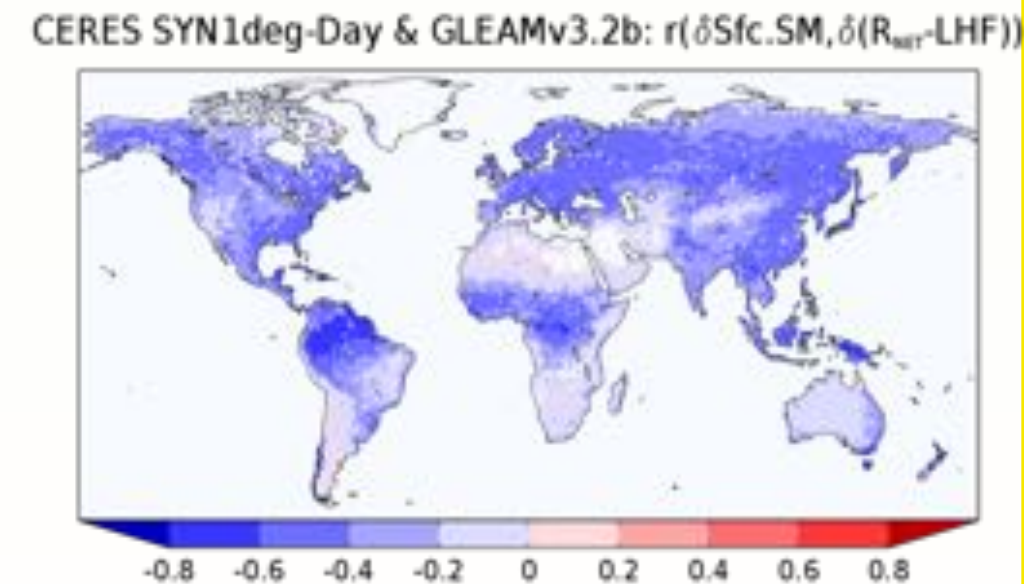 CERES SYN1deg-Day & GLEAMv3.2b: r(δSfc.SM,δ(R_NET-LHF))
-0.8 -0.6 -0.4 -0.2 0 0.2 0.4 0.6 0.8